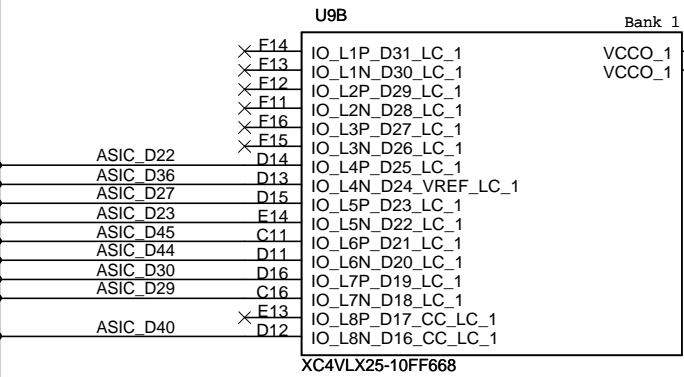 U9B
Bank 1
F14 IO_L1P_D31_LC_1 VCCO_1
F13 IO_L1N_D30_LC_1 VCCO_1
F12 IO_L2P_D29_LC_1
F11 IO_L2N_D28_LC_1
F16 IO_L3P_D27_LC_1
F15 IO_L3N_D26_LC_1
ASIC_D22 D14 IO_L4P_D25_LC_1
ASIC_D36 D13 IO_L4N_D24_VREF_LC_1
ASIC_D27 D15 IO_L5P_D23_LC_1
ASIC_D23 E14 IO_L5N_D22_LC_1
ASIC_D45 C11 IO_L6P_D21_LC_1
ASIC_D44 D11 IO_L6N_D20_LC_1
ASIC_D30 D16 IO_L7P_D19_LC_1
ASIC_D29 C16 IO_L7N_D18_LC_1
E13 IO_L8P_D17_CC_LC_1
ASIC_D40 D12 IO_L8N_D16_CC_LC_1
XC4VLX25-10FF668